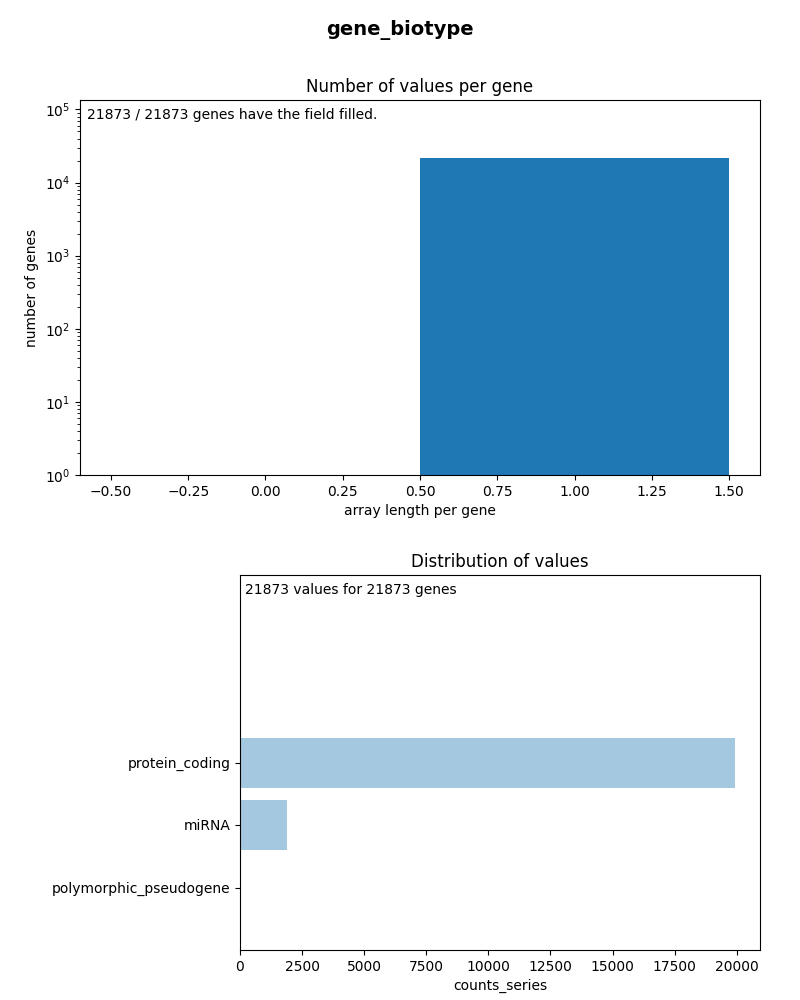 gene_biotype
Number of values per gene
21873 / 21873 genes have the field filled.
number of genes
10^5
10^4
10^3
10^2
10^1
10^0
−0.50 −0.25 0.00 0.25 0.50 0.75 1.00 1.25 1.50
array length per gene
Distribution of values
21873 values for 21873 genes
protein_coding
miRNA
polymorphic_pseudogene
0 2500 5000 7500 10000 12500 15000 17500 20000
counts_series